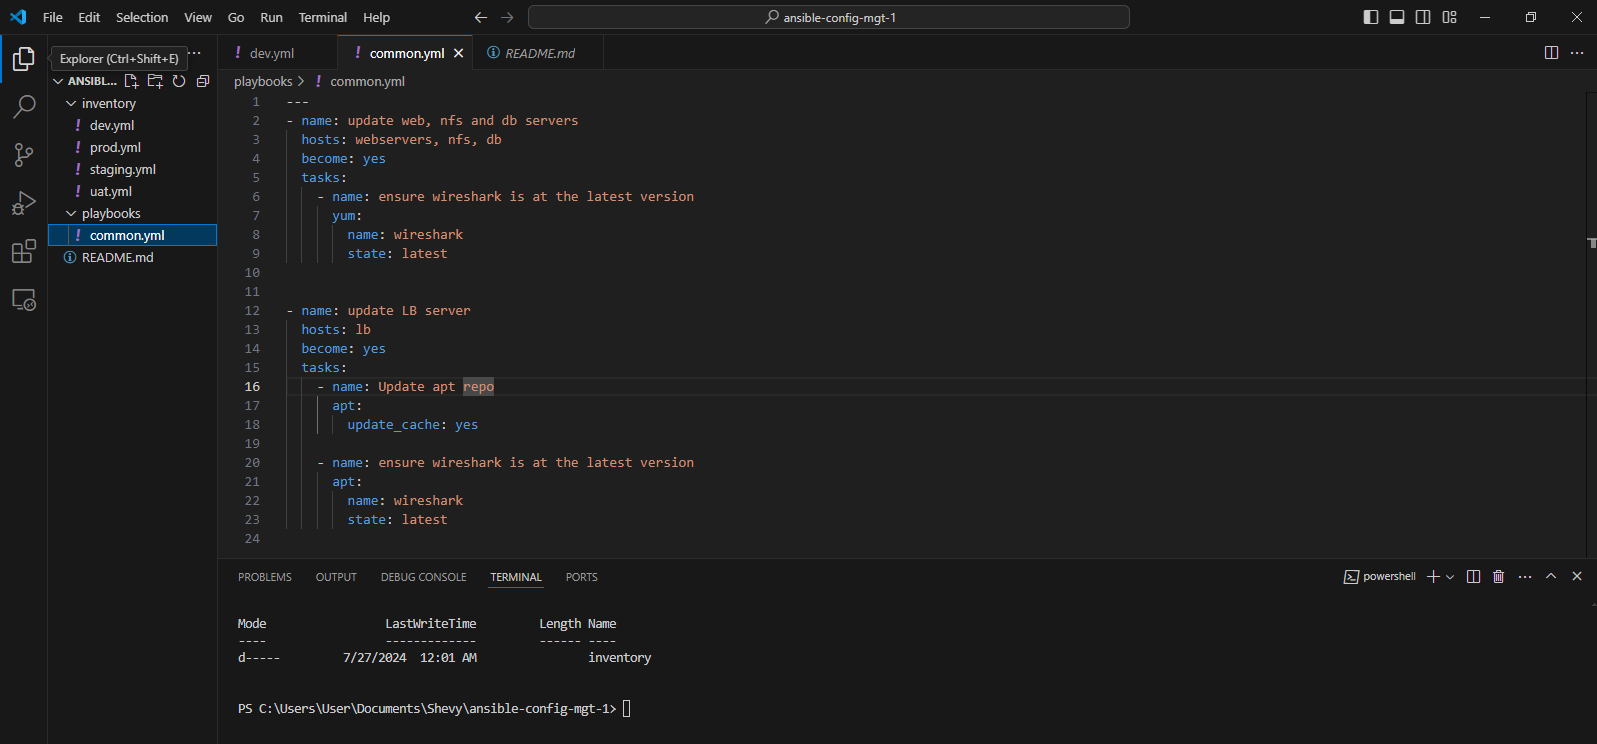 File Edit Selection View Go Run Terminal Help ansible-config-mgt-1
Explorer (Ctrl+Shift+E) ...
ANSIBL...
inventory
! dev.yml
! prod.yml
! staging.yml
! uat.yml
playbooks
! common.yml
README.md
! dev.yml ! common.yml README.md
playbooks > ! common.yml
1 ---
2 - name: update web, nfs and db servers
3 hosts: webservers, nfs, db
4 become: yes
5 tasks:
6 - name: ensure wireshark is at the latest version
7 yum:
8 name: wireshark
9 state: latest
10
11
12 - name: update LB server
13 hosts: lb
14 become: yes
15 tasks:
16 - name: Update apt repo
17 apt:
18 update_cache: yes
19
20 - name: ensure wireshark is at the latest version
21 apt:
22 name: wireshark
23 state: latest
24
PROBLEMS OUTPUT DEBUG CONSOLE TERMINAL PORTS powershell
Mode LastWriteTime Length Name
---- ------------- ------ ----
d----- 7/27/2024 12:01 AM inventory
PS C:\Users\User\Documents\Shevy\ansible-config-mgt-1>